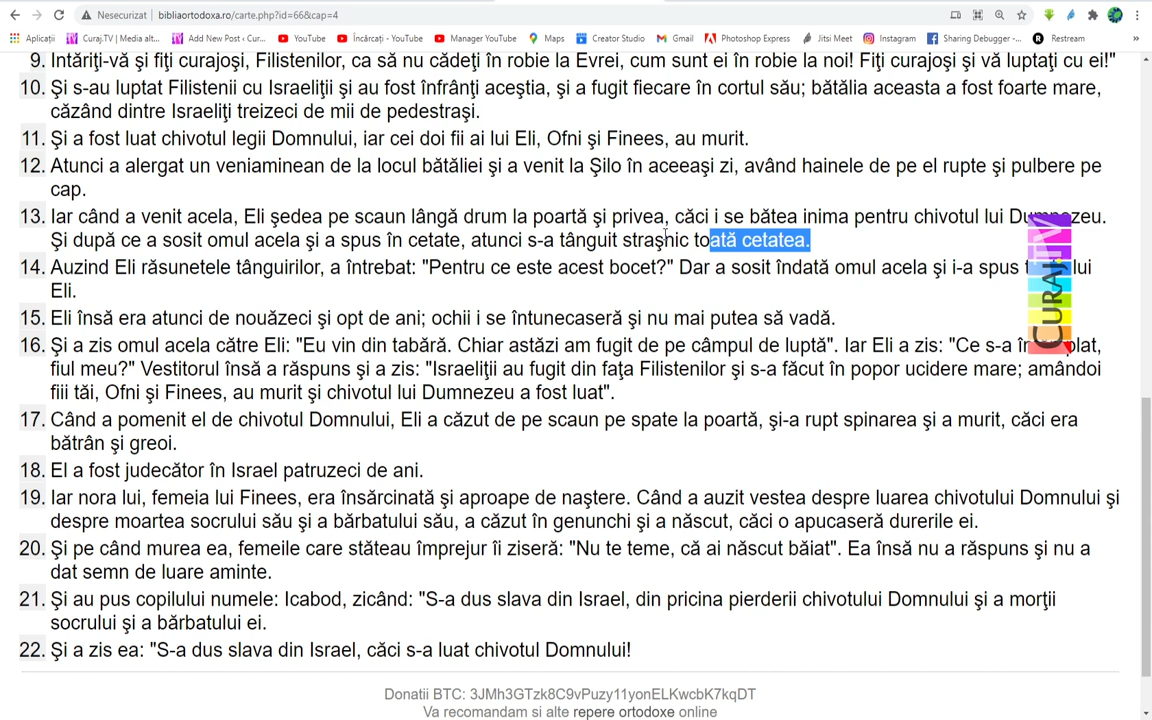 Nesecurizat | bibliaortodoxa.ro/carte.php?id=66&cap=4
Aplicații Curaj.TV | Media alt... Add New Post ‹ Cur... YouTube Încărcați - YouTube Manager YouTube Maps Creator Studio Gmail Photoshop Express Jitsi Meet Instagram Sharing Debugger -... Restream »
9. Întăriţi-vă şi fiţi curajoşi, Filistenilor, ca să nu cădeţi în robie la Evrei, cum sunt ei în robie la noi! Fiţi curajoşi şi vă luptaţi cu ei!"
10. Şi s-au luptat Filistenii cu Israeliţii şi au fost înfrânţi aceştia, şi a fugit fiecare în cortul său; bătălia aceasta a fost foarte mare,
căzând dintre Israeliţi treizeci de mii de pedestraşi.
11. Şi a fost luat chivotul legii Domnului, iar cei doi fii ai lui Eli, Ofni şi Finees, au murit.
12. Atunci a alergat un veniaminean de la locul bătăliei şi a venit la Şilo în aceeaşi zi, având hainele de pe el rupte şi pulbere pe
cap.
13. Iar când a venit acela, Eli şedea pe scaun lângă drum la poartă şi privea, căci i se bătea inima pentru chivotul lui Dumnezeu.
Şi după ce a sosit omul acela şi a spus în cetate, atunci s-a tânguit straşnic toată cetatea.
14. Auzind Eli răsunetele tânguirilor, a întrebat: "Pentru ce este acest bocet?" Dar a sosit îndată omul acela şi i-a spus lui
Eli.
15. Eli însă era atunci de nouăzeci şi opt de ani; ochii i se întunecaseră şi nu mai putea să vadă.
16. Şi a zis omul acela către Eli: "Eu vin din tabără. Chiar astăzi am fugit de pe câmpul de luptă". Iar Eli a zis: "Ce s-a
fiul meu?" Vestitorul însă a răspuns şi a zis: "Israeliţii au fugit din faţa Filistenilor şi s-a făcut în popor ucidere mare; amândoi
fiii tăi, Ofni şi Finees, au murit şi chivotul lui Dumnezeu a fost luat".
17. Când a pomenit el de chivotul Domnului, Eli a căzut de pe scaun pe spate la poartă, şi-a rupt spinarea şi a murit, căci era
bătrân şi greoi.
18. El a fost judecător în Israel patruzeci de ani.
19. Iar nora lui, femeia lui Finees, era însărcinată şi aproape de naştere. Când a auzit vestea despre luarea chivotului Domnului şi
despre moartea socrului său şi a bărbatului său, a căzut în genunchi şi a născut, căci o apucaseră durerile ei.
20. Şi pe când murea ea, femeile care stăteau împrejur îi ziseră: "Nu te teme, că ai născut băiat". Ea însă nu a răspuns şi nu a
dat semn de luare aminte.
21. Şi au pus copilului numele: Icabod, zicând: "S-a dus slava din Israel, din pricina pierderii chivotului Domnului şi a morţii
socrului şi a bărbatului ei.
22. Şi a zis ea: "S-a dus slava din Israel, căci s-a luat chivotul Domnului!
Donatii BTC: 3JMh3GTzk8C9vPuzy11yonELKwcbK7kqDT
Va recomandam si alte repere ortodoxe online
CURAJ.TV